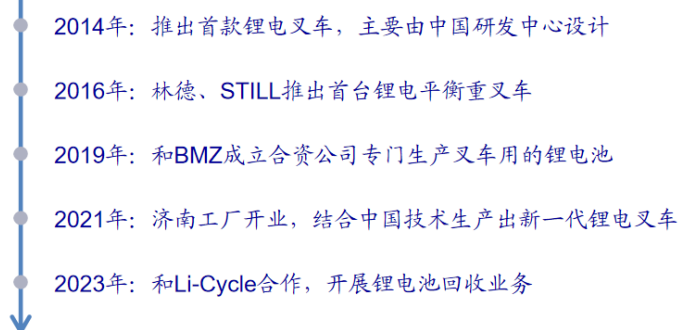 2014年：推出首款锂电叉车，主要由中国研发中心设计
2016年：林德、STILL推出首台锂电平衡重叉车
2019年：和BMZ成立合资公司专门生产叉车用的锂电池
2021年：济南工厂开业，结合中国技术生产出新一代锂电叉车
2023年：和Li-Cycle合作，开展锂电池回收业务